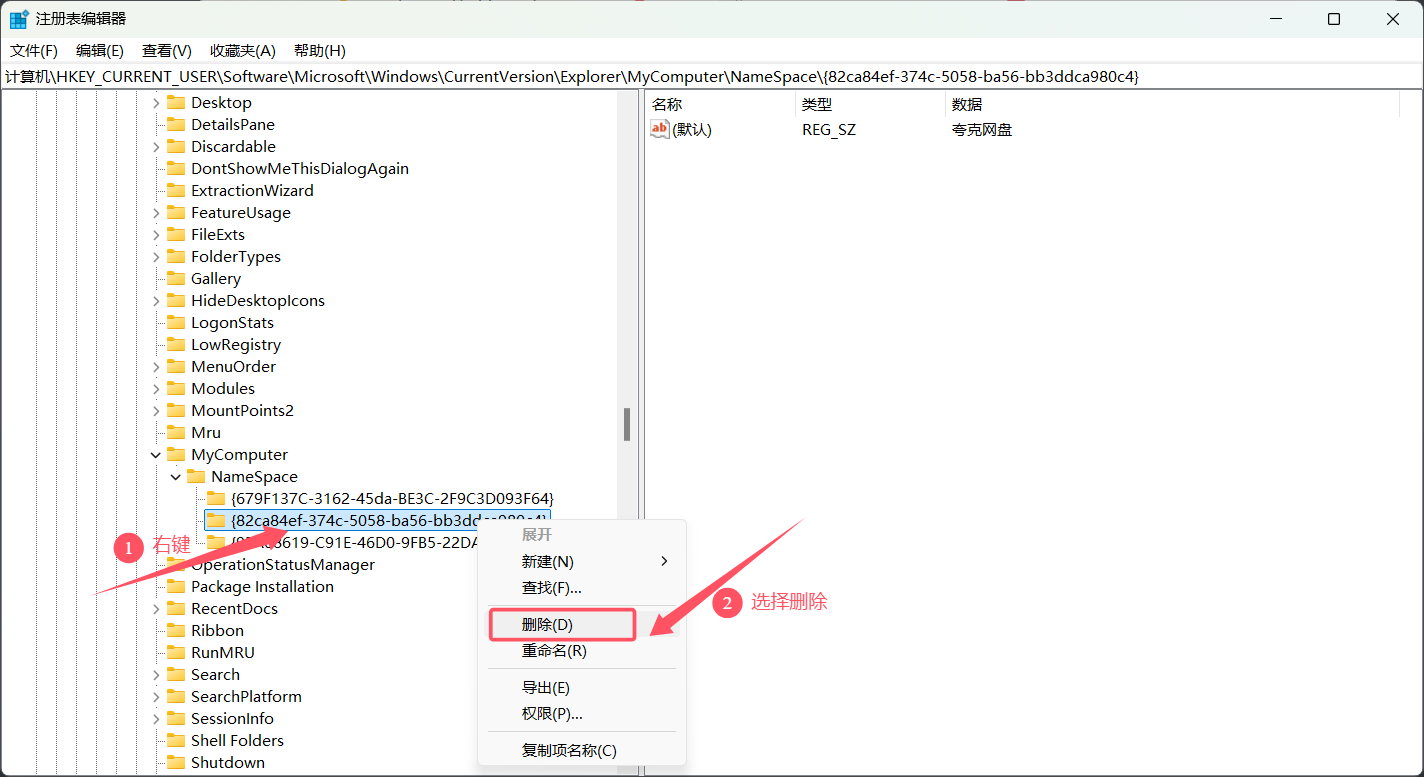 注册表编辑器
文件(F) 编辑(E) 查看(V) 收藏夹(A) 帮助(H)
计算机\HKEY_CURRENT_USER\Software\Microsoft\Windows\CurrentVersion\Explorer\MyComputer\NameSpace\{82ca84ef-374c-5058-ba56-bb3ddca980c4}
Desktop
DetailsPane
Discardable
DontShowMeThisDialogAgain
ExtractionWizard
FeatureUsage
FileExts
FolderTypes
Gallery
HideDesktopIcons
LogonStats
LowRegistry
MenuOrder
Modules
MountPoints2
Mru
MyComputer
NameSpace
{679F137C-3162-45da-BE3C-2F9C3D093F64}
{82ca84ef-374c-5058-ba56-bb3ddca980c4}
8619-C91E-46D0-9FB5-22DA
OperationStatusManager
Package Installation
RecentDocs
Ribbon
RunMRU
Search
SearchPlatform
SessionInfo
Shell Folders
Shutdown
名称 类型 数据
ab (默认) REG_SZ 夸克网盘
1 右键
展开
新建(N)
查找(F)...
删除(D)
重命名(R)
导出(E)
权限(P)...
复制项名称(C)
2 选择删除